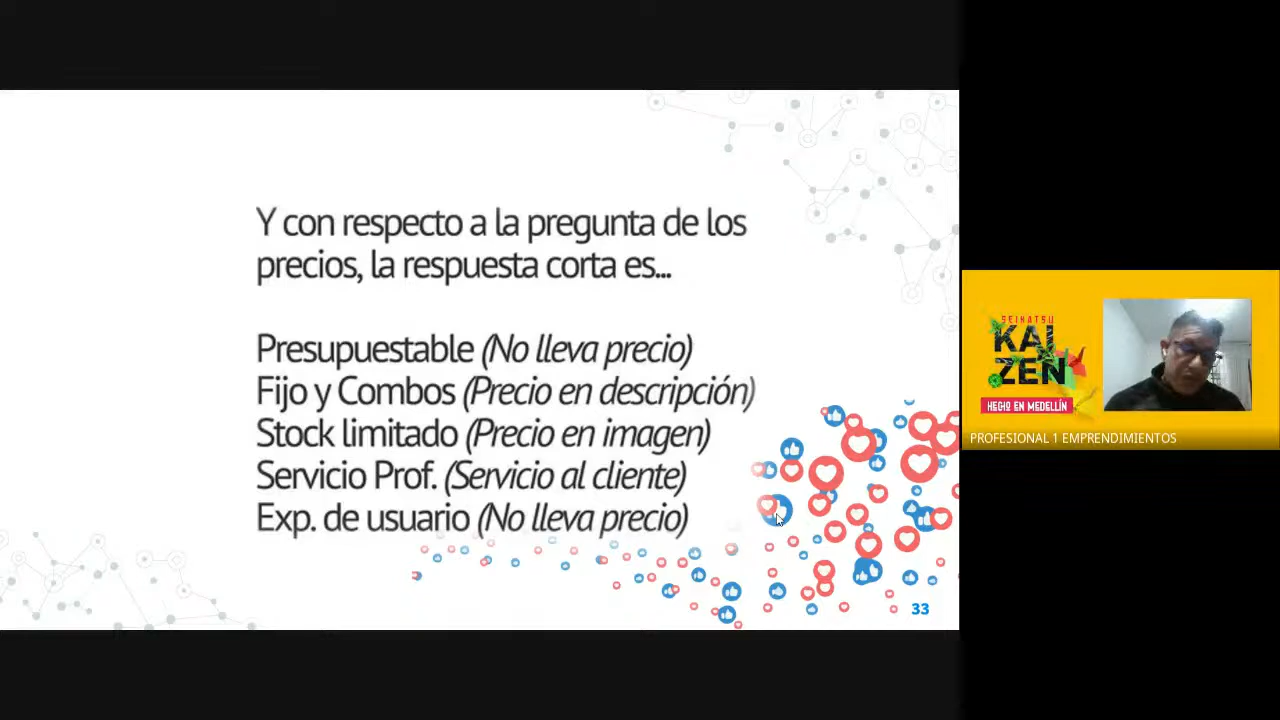 Y con respecto a la pregunta de los
precios, la respuesta corta es...
Presupuestable (No lleva precio)
Fijo y Combos (Precio en descripción)
Stock limitado (Precio en imagen)
Servicio Prof. (Servicio al cliente)
Exp. de usuario (No lleva precio)
33
SEIKATSU
KAI
ZEN
HECHO EN MEDELLÍN
PROFESIONAL 1 EMPRENDIMIENTOS